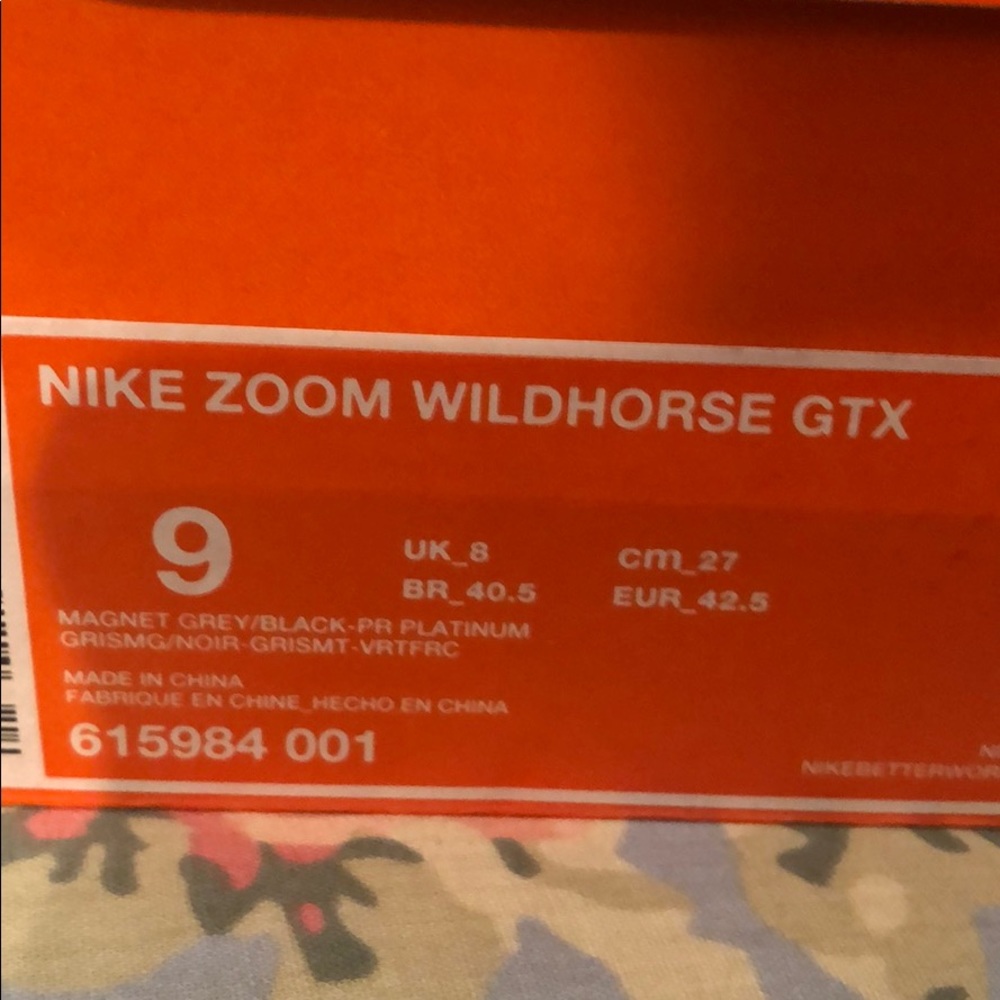 NIKE ZOOM WILDHORSE GTX
9
UK_8 cm_27
BR_40.5 EUR_42.5
MAGNET GREY/BLACK-PR PLATINUM
GRISMG/NOIR-GRISMT-VRTFRC
MADE IN CHINA
FABRIQUE EN CHINE_HECHO EN CHINA
615984 001
NIKEBETTERWOR